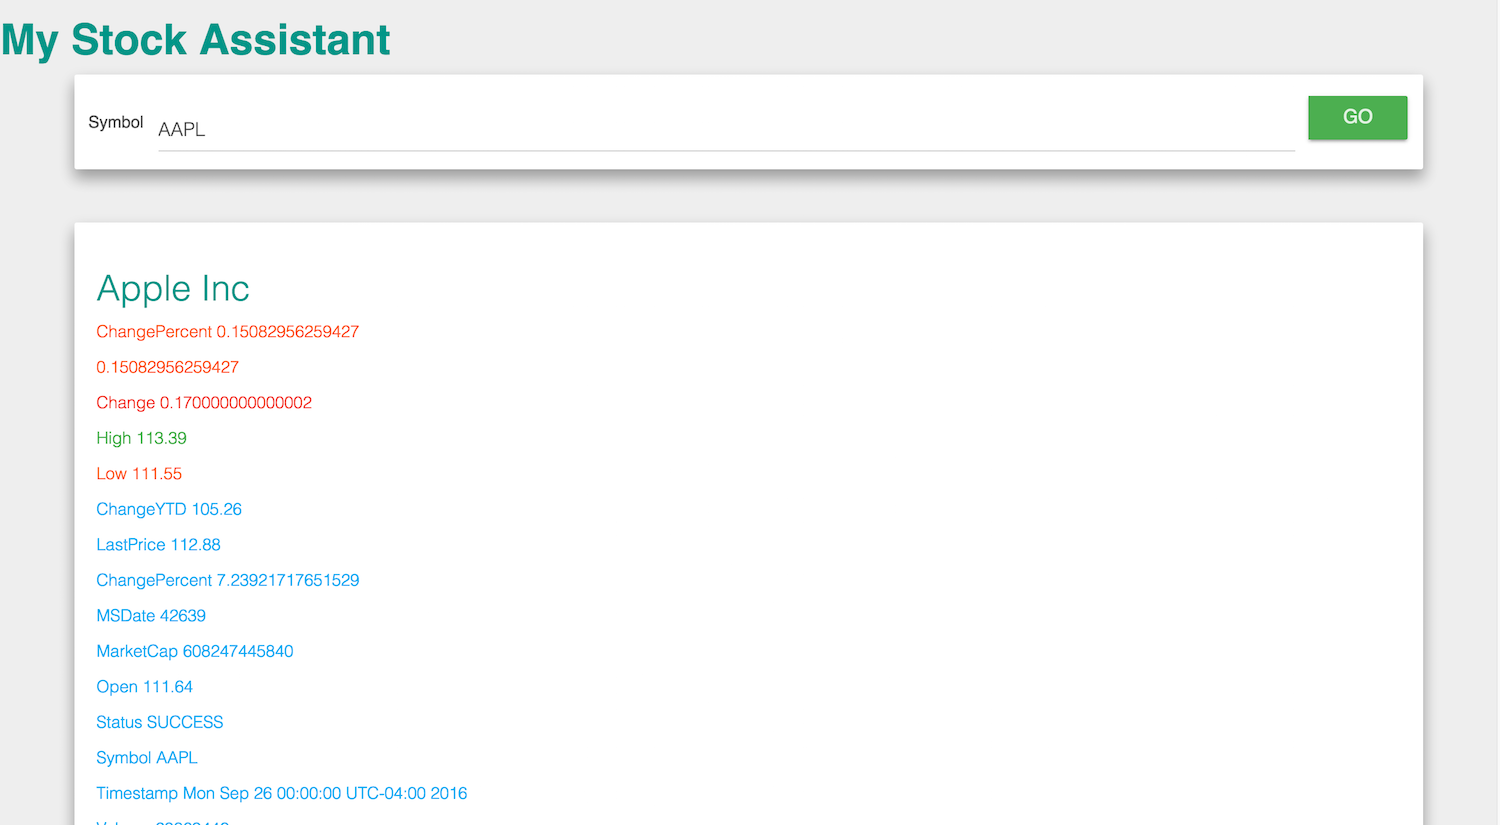 My Stock Assistant
Symbol AAPL GO
Apple Inc
ChangePercent 0.15082956259427
0.15082956259427
Change 0.170000000000002
High 113.39
Low 111.55
ChangeYTD 105.26
LastPrice 112.88
ChangePercent 7.23921717651529
MSDate 42639
MarketCap 608247445840
Open 111.64
Status SUCCESS
Symbol AAPL
Timestamp Mon Sep 26 00:00:00 UTC-04:00 2016